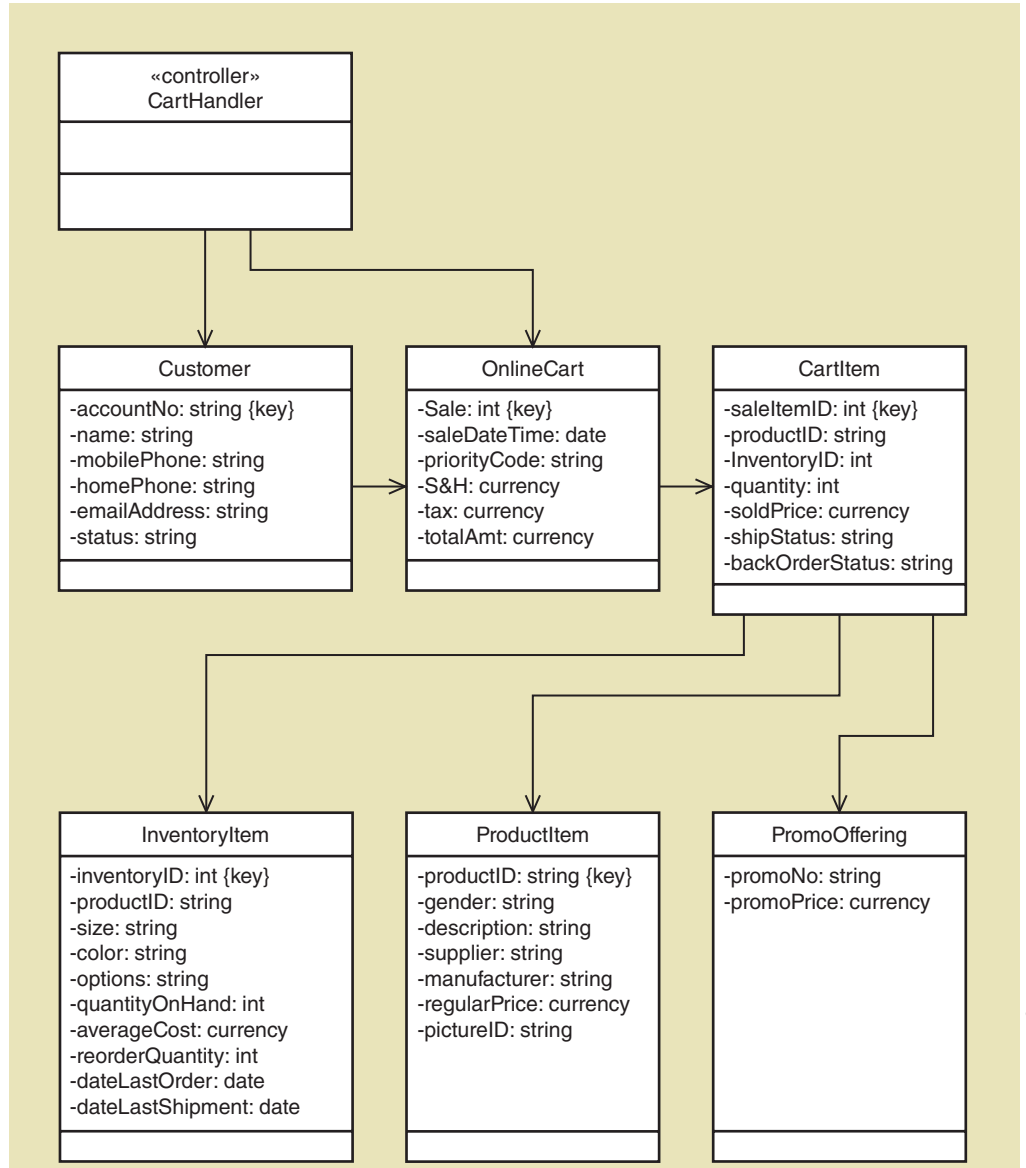 «controller»
CartHandler
Customer
-accountNo: string {key}
-name: string
-mobilePhone: string
-homePhone: string
-emailAddress: string
-status: string
OnlineCart
-Sale: int {key}
-saleDateTime: date
-priorityCode: string
-S&H: currency
-tax: currency
-totalAmt: currency
CartItem
-saleItemID: int {key}
-productID: string
-InventoryID: int
-quantity: int
-soldPrice: currency
-shipStatus: string
-backOrderStatus: string
InventoryItem
-inventoryID: int {key}
-productID: string
-size: string
-color: string
-options: string
-quantityOnHand: int
-averageCost: currency
-reorderQuantity: int
-dateLastOrder: date
-dateLastShipment: date
ProductItem
-productID: string {key}
-gender: string
-description: string
-supplier: string
-manufacturer: string
-regularPrice: currency
-pictureID: string
PromoOffering
-promoNo: string
-promoPrice: currency